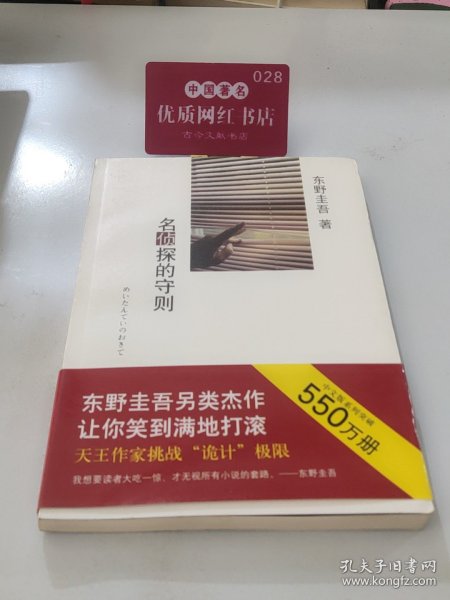 028
中国著名
优质网红书店
古今文献书店
东野圭吾 著
名侦探的守则
めいたんていのおきて
中文版系列突破
550万册
东野圭吾另类杰作
让你笑到满地打滚
天王作家挑战“诡计”极限
我想要读者大吃一惊，才无视所有小说的套路。——东野圭吾
孔夫子旧书网
www.kongfz.com